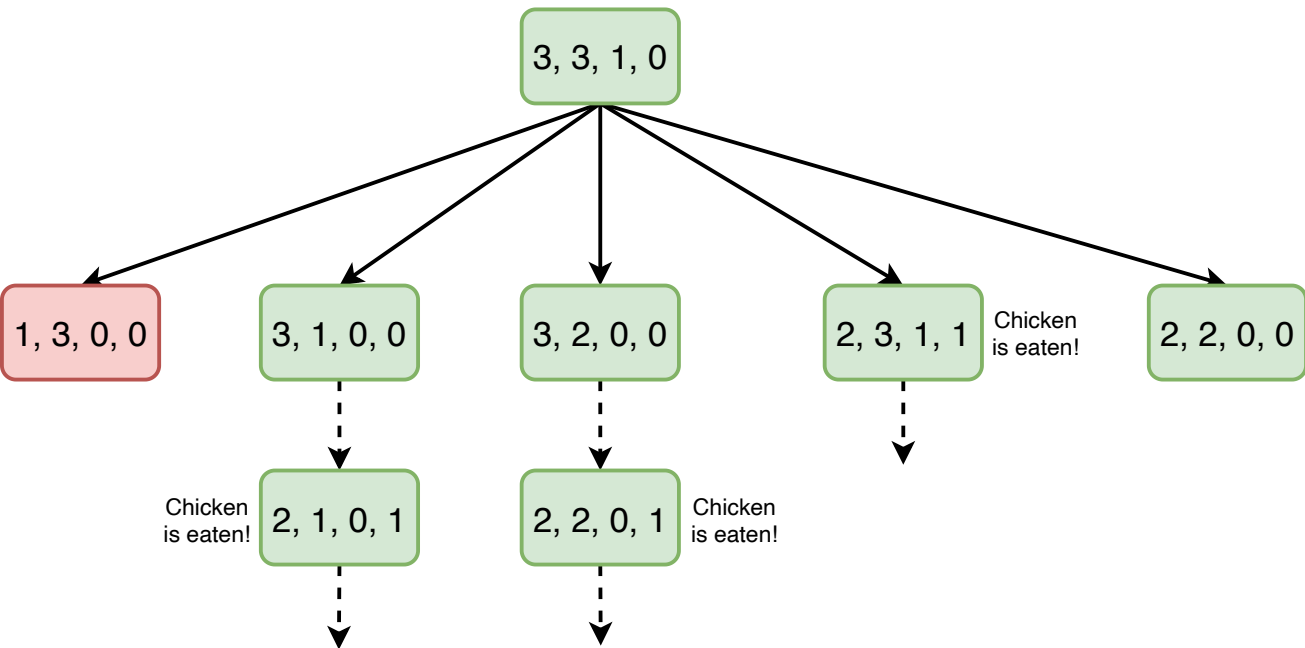 3, 3, 1, 0
1, 3, 0, 0
3, 1, 0, 0
3, 2, 0, 0
2, 3, 1, 1
Chicken
is eaten!
2, 2, 0, 0
Chicken
is eaten!
2, 1, 0, 1
2, 2, 0, 1
Chicken
is eaten!